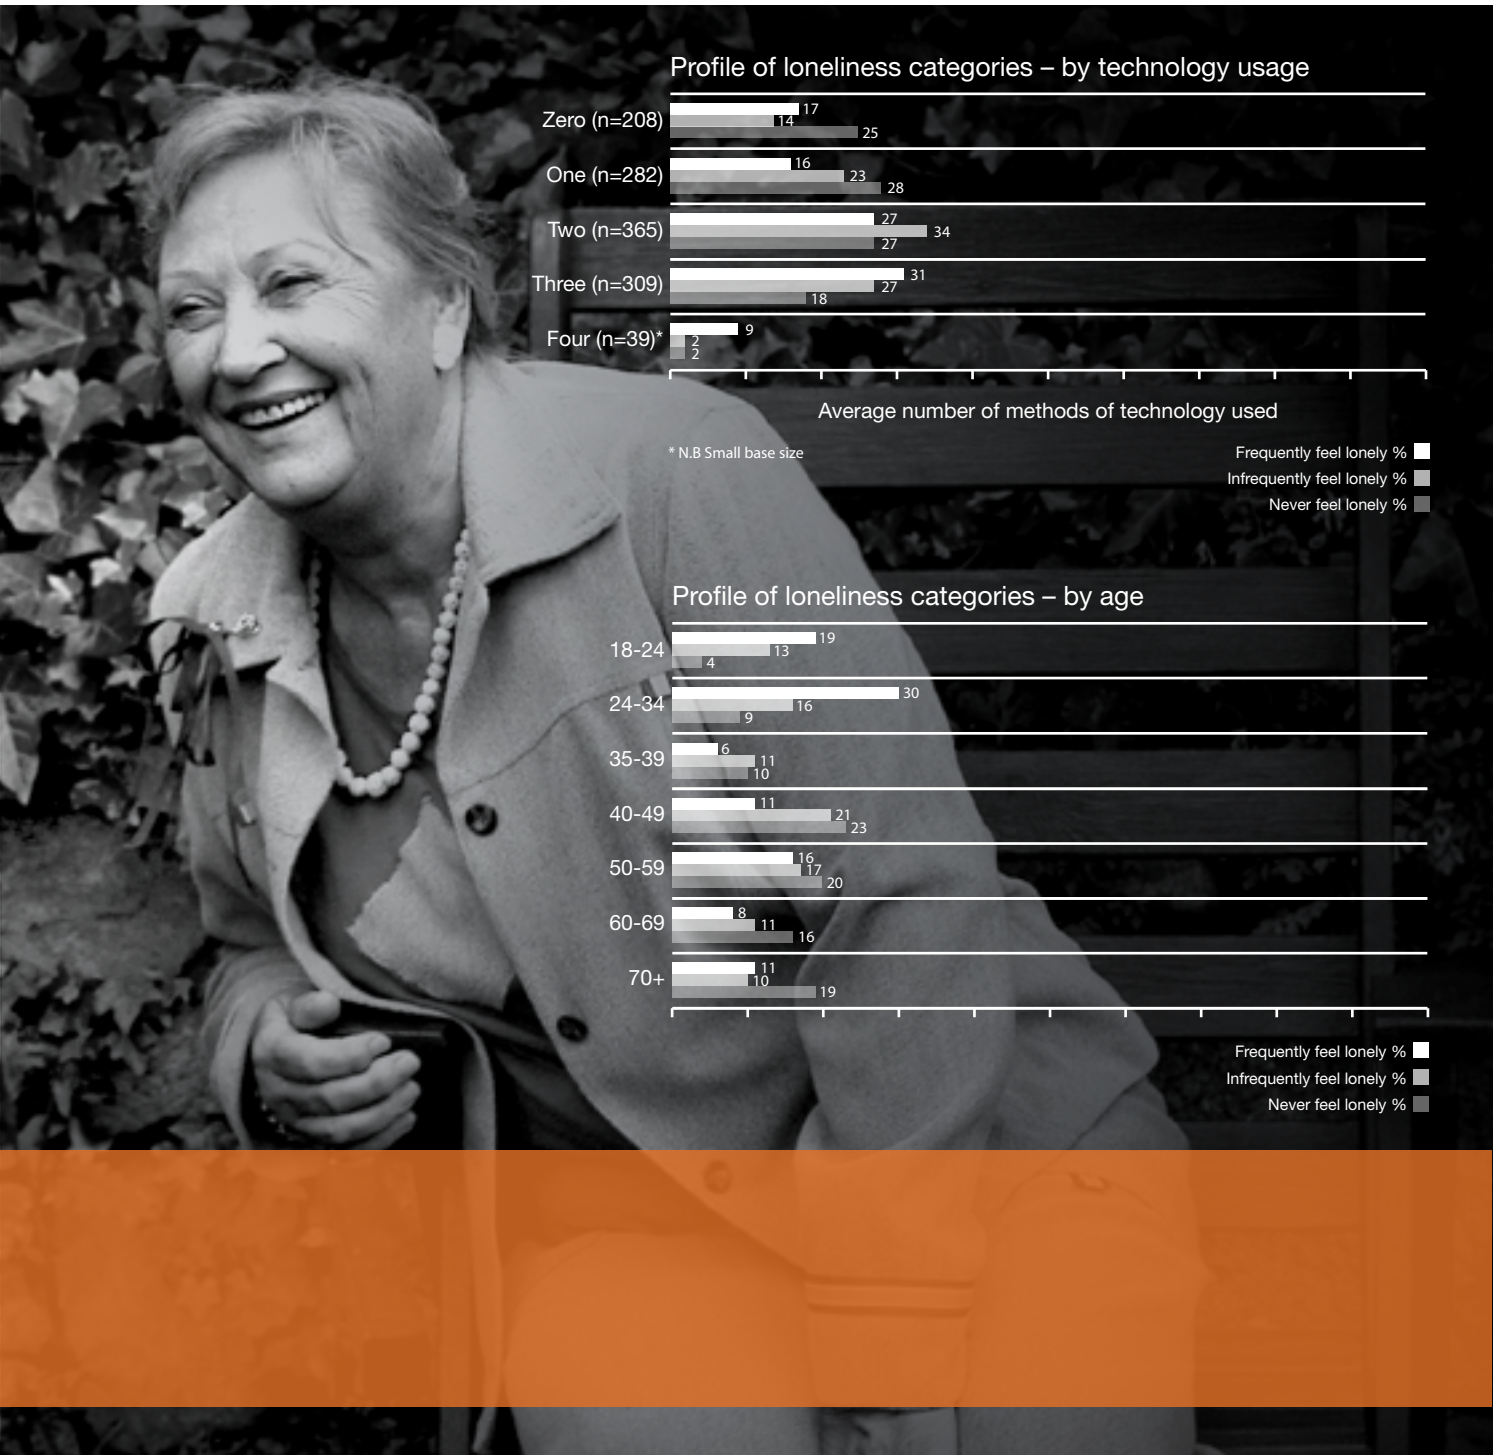 Profile of loneliness categories – by technology usage
Zero (n=208)
17
14
25
One (n=282)
16
23
28
Two (n=365)
27
34
27
Three (n=309)
31
27
18
Four (n=39)*
9
2
2
Average number of methods of technology used
* N.B Small base size
Frequently feel lonely %
Infrequently feel lonely %
Never feel lonely %
Profile of loneliness categories – by age
18-24
19
13
4
24-34
30
16
9
35-39
6
11
10
40-49
11
21
23
50-59
16
17
20
60-69
8
11
16
70+
11
10
19
Frequently feel lonely %
Infrequently feel lonely %
Never feel lonely %